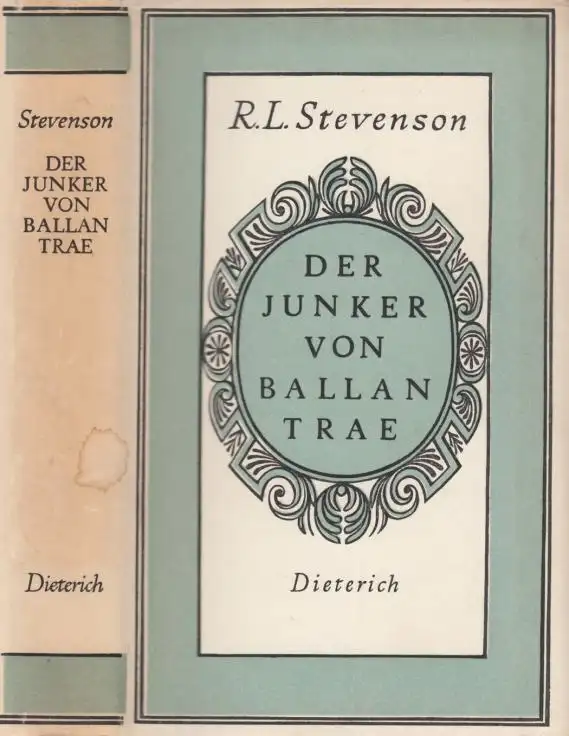 Stevenson
DER
JUNKER
VON
BALLAN
TRAE
Dieterich
R.L.Stevenson
DER
JUNKER
VON
BALLAN
TRAE
Dieterich